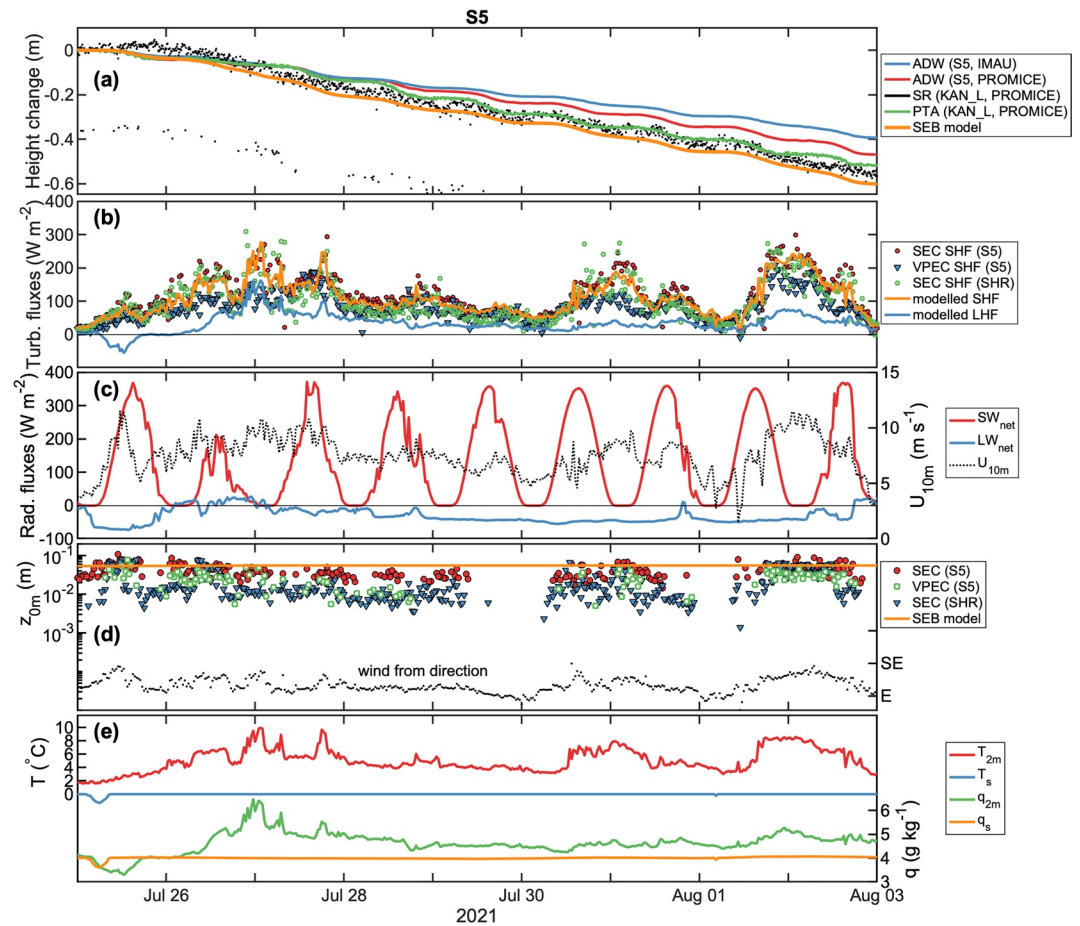 S5
Height change (m)
0
-0.2
-0.4
-0.6
(a)
ADW (S5, IMAU)
ADW (S5, PROMICE)
SR (KAN_L, PROMICE)
PTA (KAN_L, PROMICE)
SEB model
Turb. fluxes (W m-2)
400
300
200
100
0
(b)
SEC SHF (S5)
VPEC SHF (S5)
SEC SHF (SHR)
modelled SHF
modelled LHF
Rad. fluxes (W m-2)
400
300
200
100
0
-100
(c)
15
10
5
0
U10m (m s-1)
SWnet
LWnet
U10m
z0m (m)
10-1
10-2
10-3
(d)
wind from direction
SE
E
SEC (S5)
VPEC (S5)
SEC (SHR)
SEB model
T (°C)
10
8
6
4
2
0
(e)
6
5
4
3
q (g kg-1)
T2m
Ts
q2m
qs
Jul 26
Jul 28
Jul 30
Aug 01
Aug 03
2021